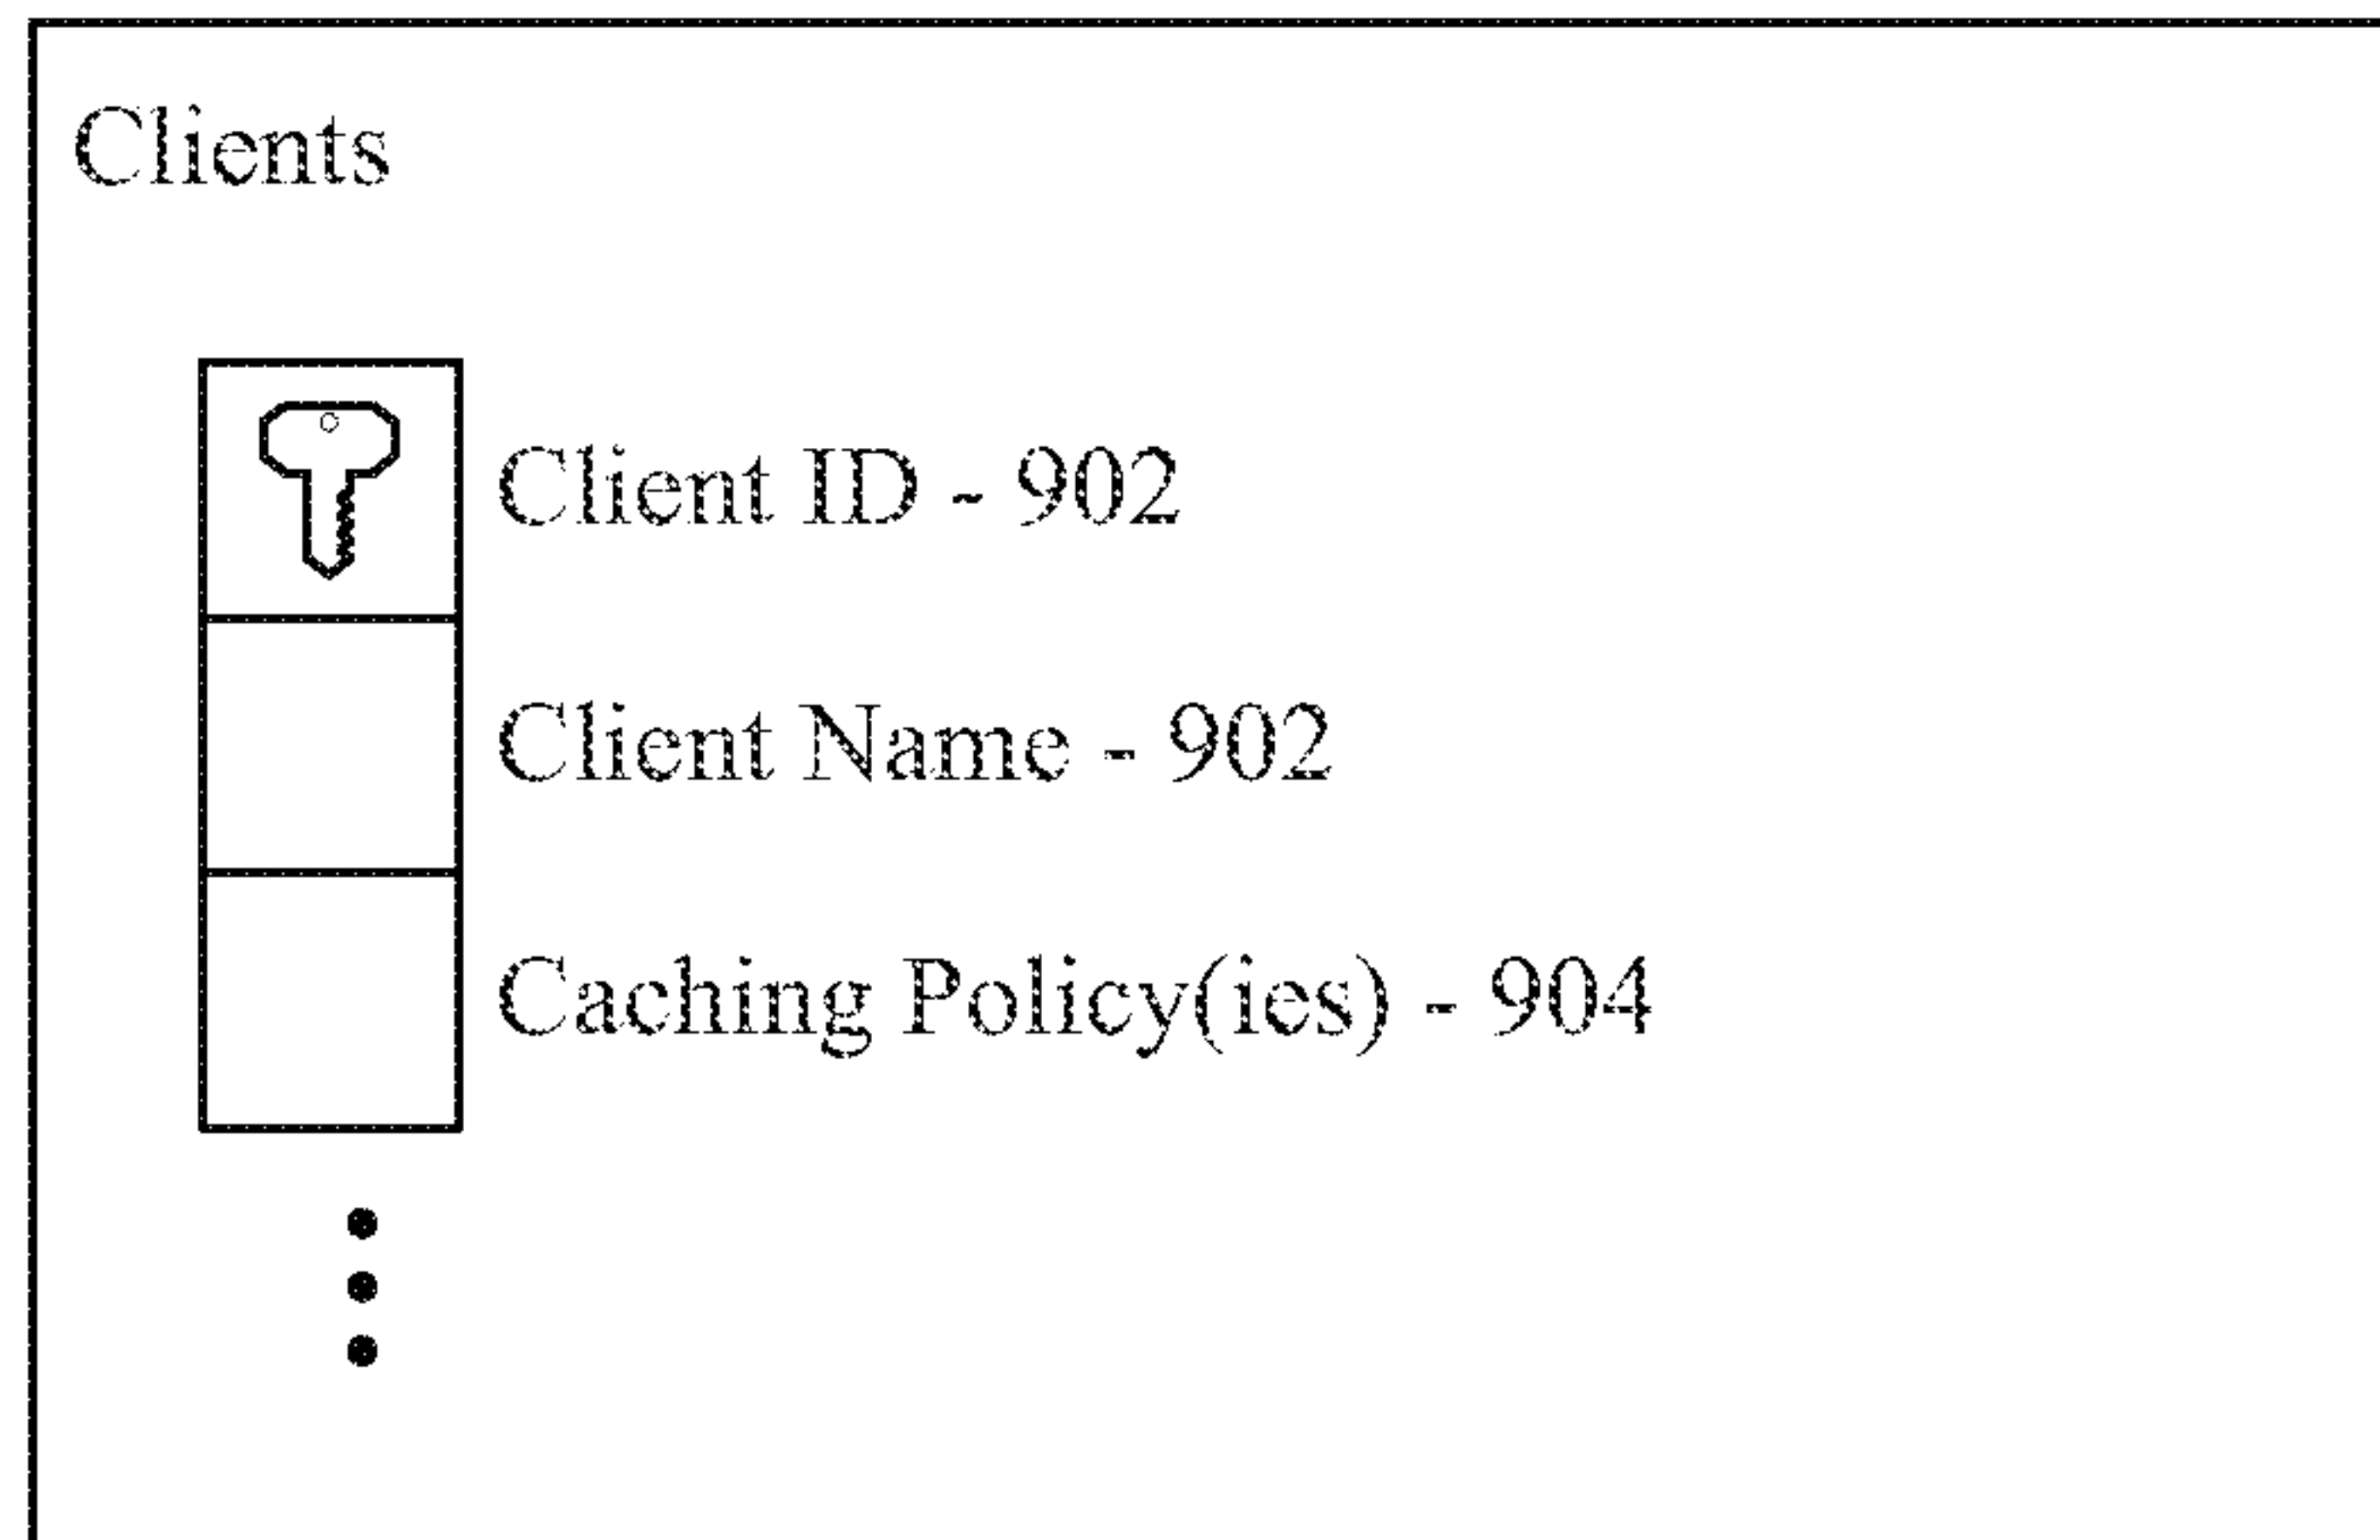 Clients
Client ID - 902
Client Name - 902
Caching Policy(ies) - 904